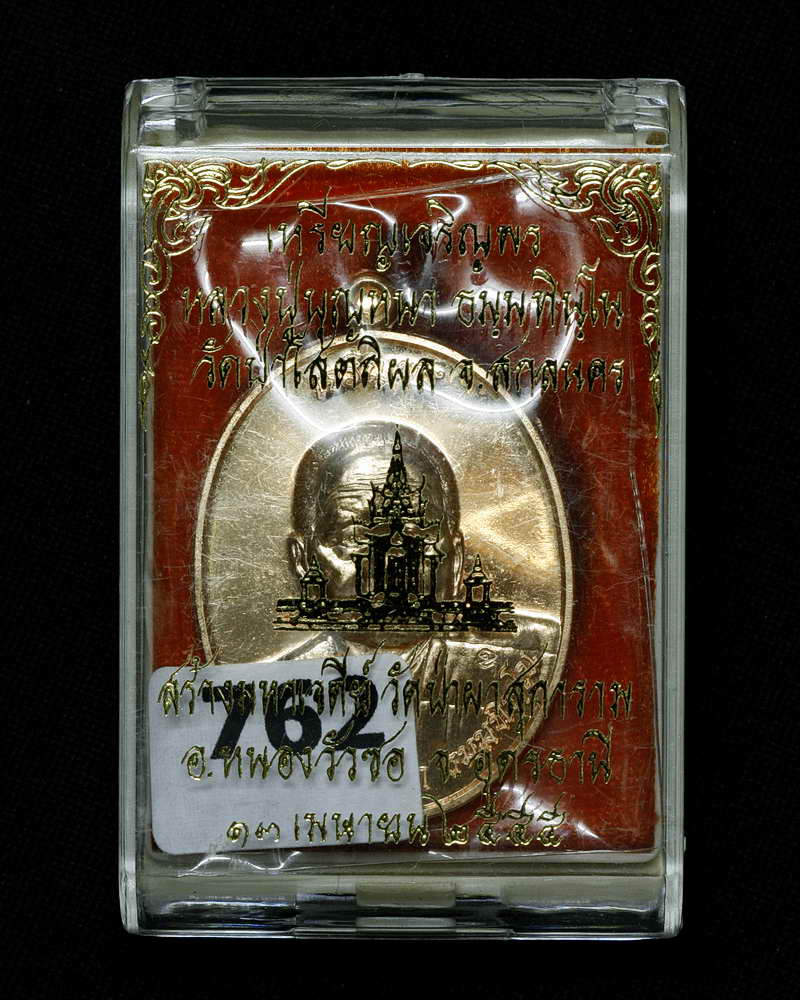 เหรียญเจริญพร
หลวงปู่บุญหนา ธมฺมทินฺโน
วัดป่าโสตถิผล จ.สกลนคร
สร้างมหาเจดีย์ วัดป่าผาสุการาม
762
อ.หนองวัวซอ จ.อุดรธานี
๑๓ เมษายน ๒๕๕๕